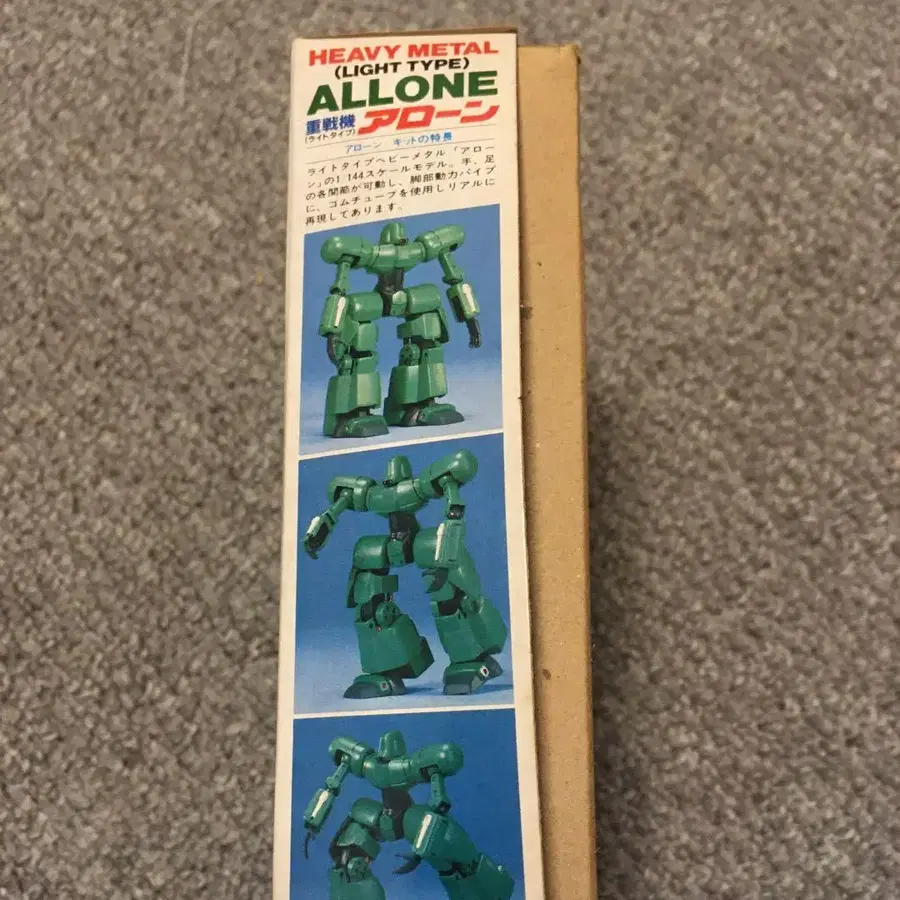 HEAVY METAL
(LIGHT TYPE)
ALLONE
重戦機
(ライトタイプ)
アローン
アローン キットの特長
ライトタイプヘビーメタル「アロー
ン」の1/144スケールモデル。手、足
の各関節が可動し、脚部動力パイプ
に、ゴムチューブを使用しリアルに
再現してあります。